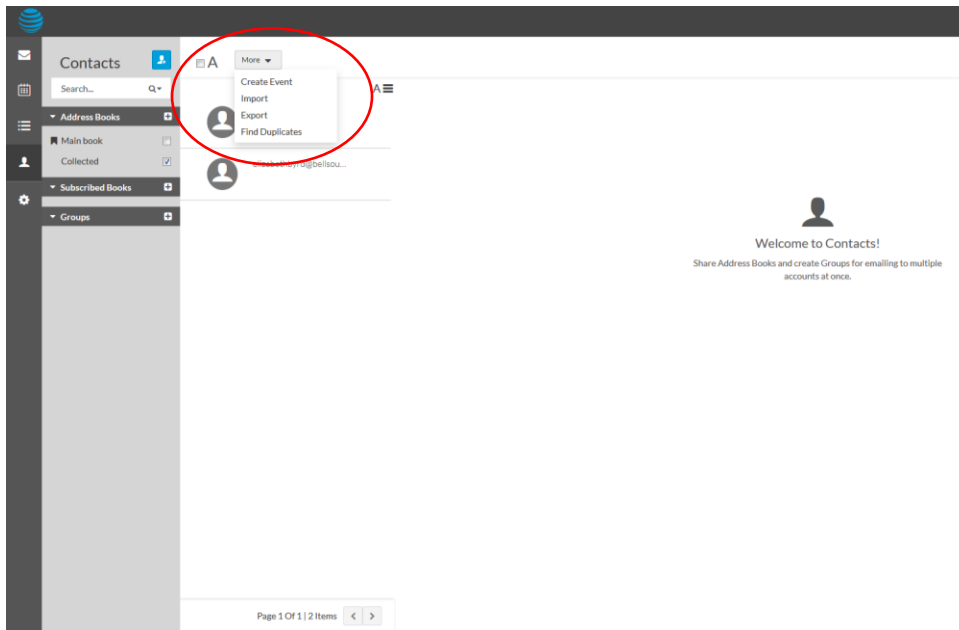 Contacts
A
More
Search...
A
Create Event
Import
Export
Find Duplicates
Address Books
Main book
Collected
Subscribed Books
Groups
Welcome to Contacts!
Share Address Books and create Groups for emailing to multiple
accounts at once.
Page 1 Of 1 | 2 Items